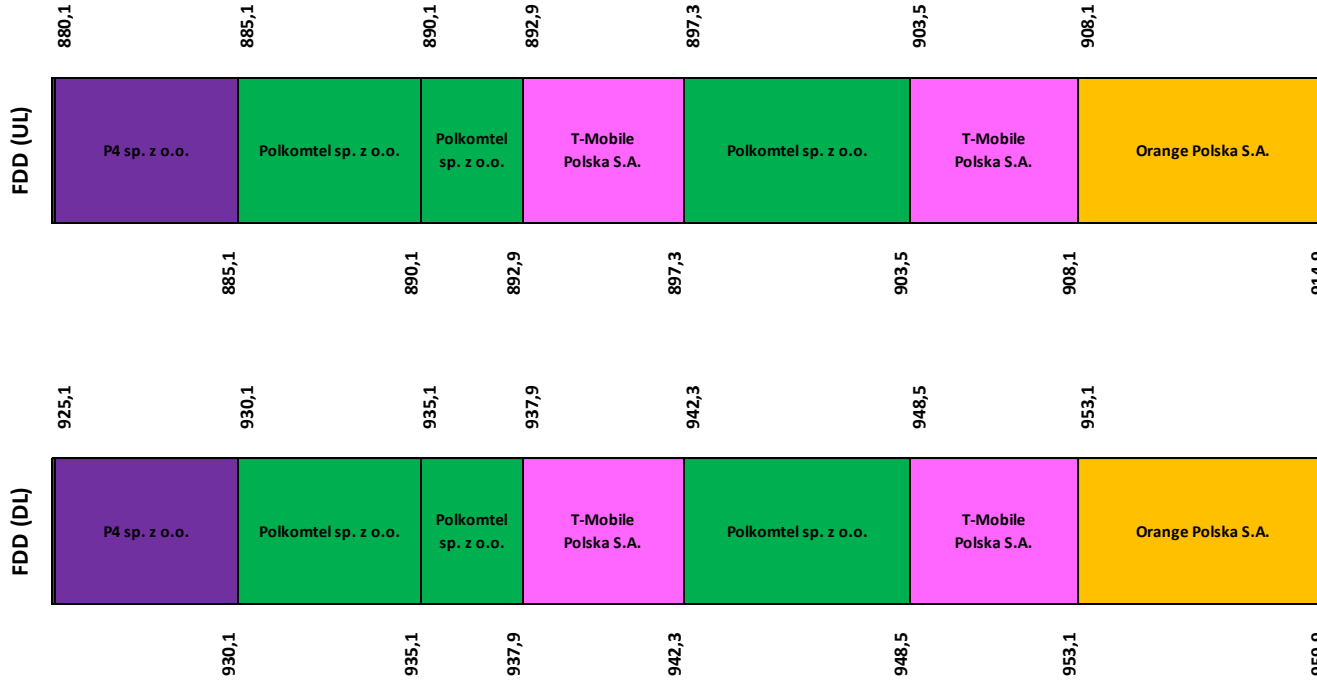 880,1
885,1
890,1
892,9
897,3
903,5
908,1
FDD (UL)
P4 sp. z o.o.
Polkomtel sp. z o.o.
Polkomtel
sp. z o.o.
T-Mobile
Polska S.A.
Polkomtel sp. z o.o.
T-Mobile
Polska S.A.
Orange Polska S.A.
885,1
890,1
892,9
897,3
903,5
908,1
925,1
930,1
935,1
937,9
942,3
948,5
953,1
FDD (DL)
P4 sp. z o.o.
Polkomtel sp. z o.o.
Polkomtel
sp. z o.o.
T-Mobile
Polska S.A.
Polkomtel sp. z o.o.
T-Mobile
Polska S.A.
Orange Polska S.A.
930,1
935,1
937,9
942,3
948,5
953,1